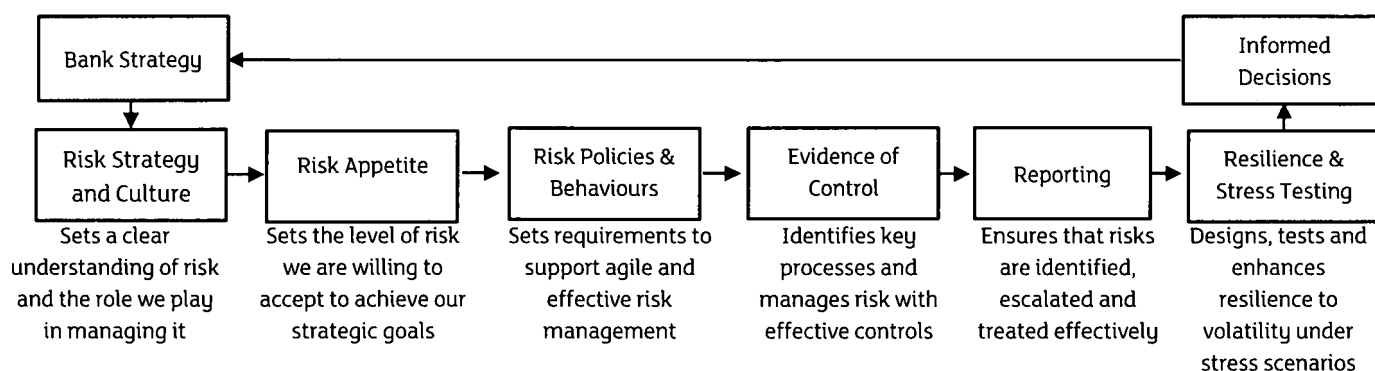 Bank Strategy
Informed
Decisions
Risk Strategy
and Culture
Risk Appetite
Risk Policies &
Behaviours
Evidence of
Control
Reporting
Resilience &
Stress Testing
Sets a clear
understanding of risk
and the role we play
in managing it
Sets the level of risk
we are willing to
accept to achieve our
strategic goals
Sets requirements to
support agile and
effective risk
management
Identifies key
processes and
manages risk with
effective controls
Ensures that risks
are identified,
escalated and
treated effectively
Designs, tests and
enhances
resilience to
volatility under
stress scenarios